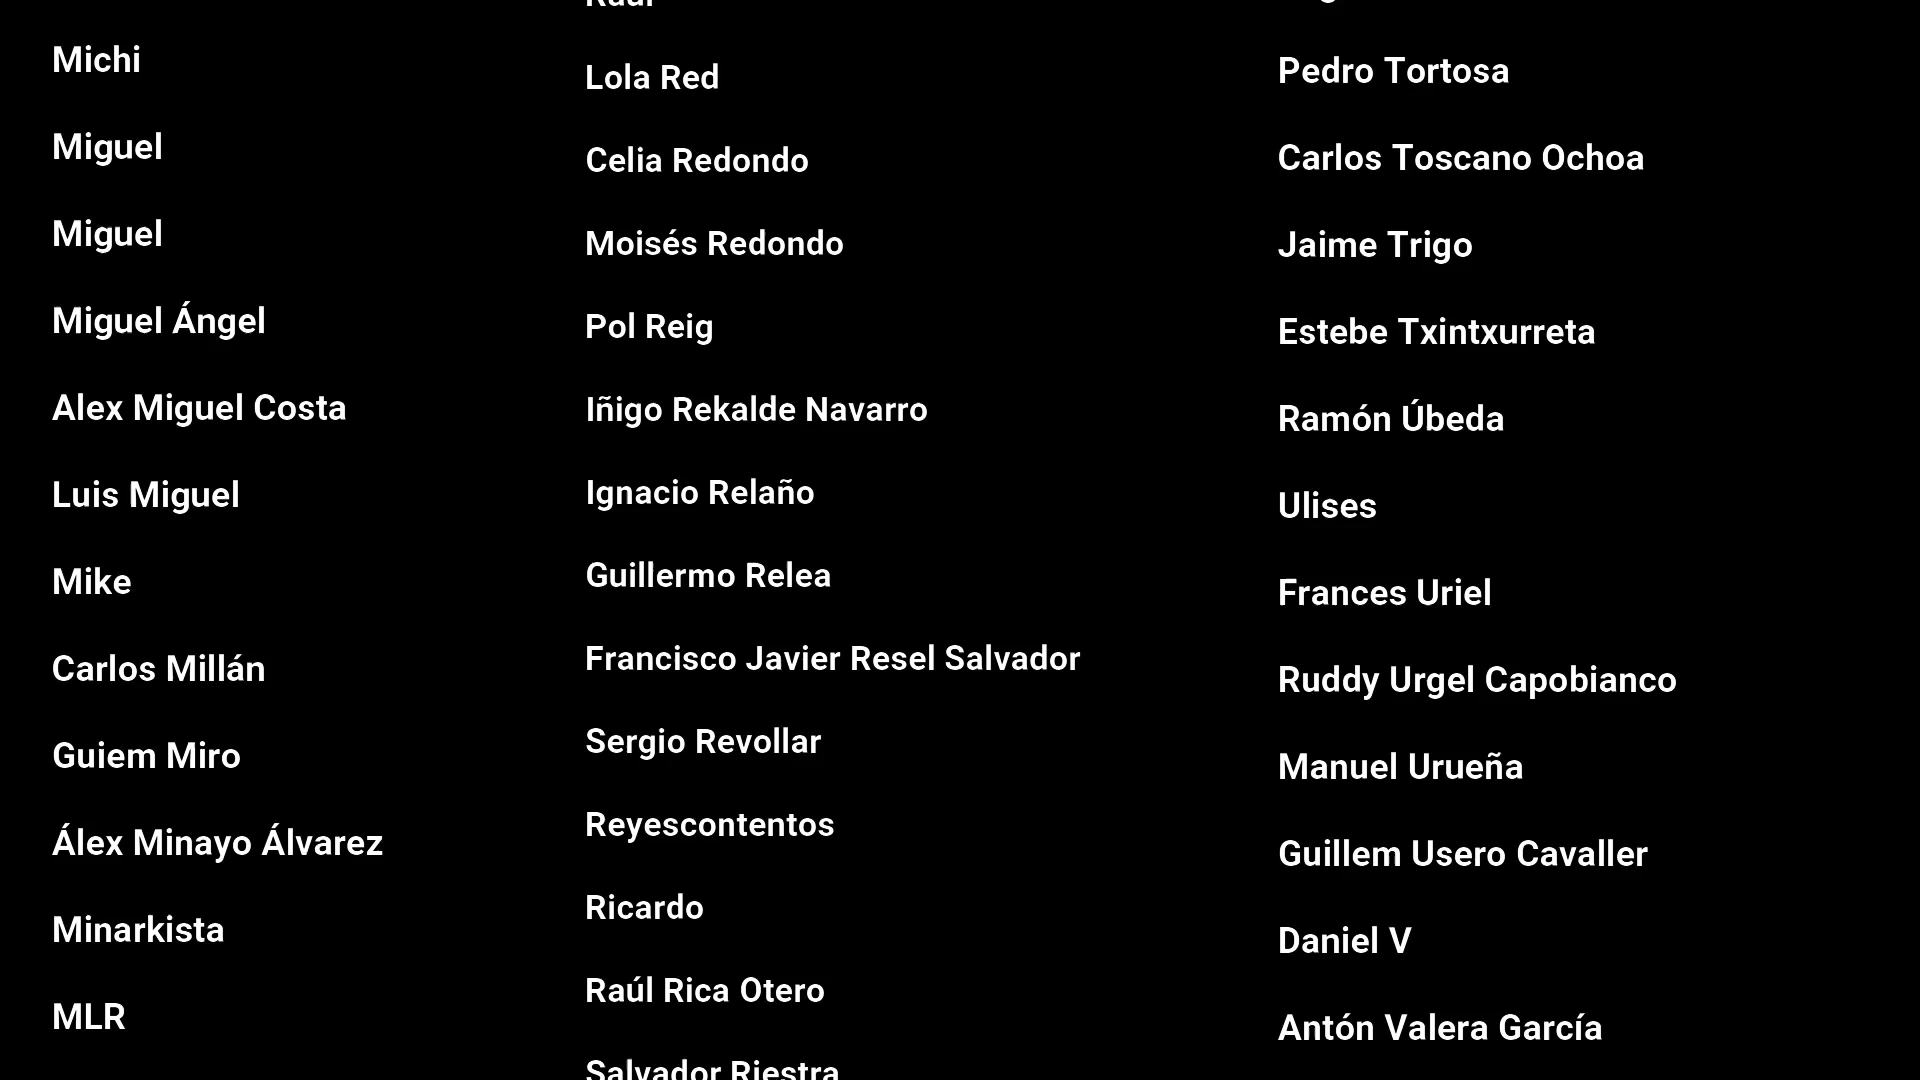 Michi
Miguel
Miguel
Miguel Ángel
Alex Miguel Costa
Luis Miguel
Mike
Carlos Millán
Guiem Miro
Álex Minayo Álvarez
Minarkista
MLR
Lola Red
Celia Redondo
Moisés Redondo
Pol Reig
Iñigo Rekalde Navarro
Ignacio Relaño
Guillermo Relea
Francisco Javier Resel Salvador
Sergio Revollar
Reyescontentos
Ricardo
Raúl Rica Otero
Salvador Riestra
Pedro Tortosa
Carlos Toscano Ochoa
Jaime Trigo
Estebe Txintxurreta
Ramón Úbeda
Ulises
Frances Uriel
Ruddy Urgel Capobianco
Manuel Urueña
Guillem Usero Cavaller
Daniel V
Antón Valera García